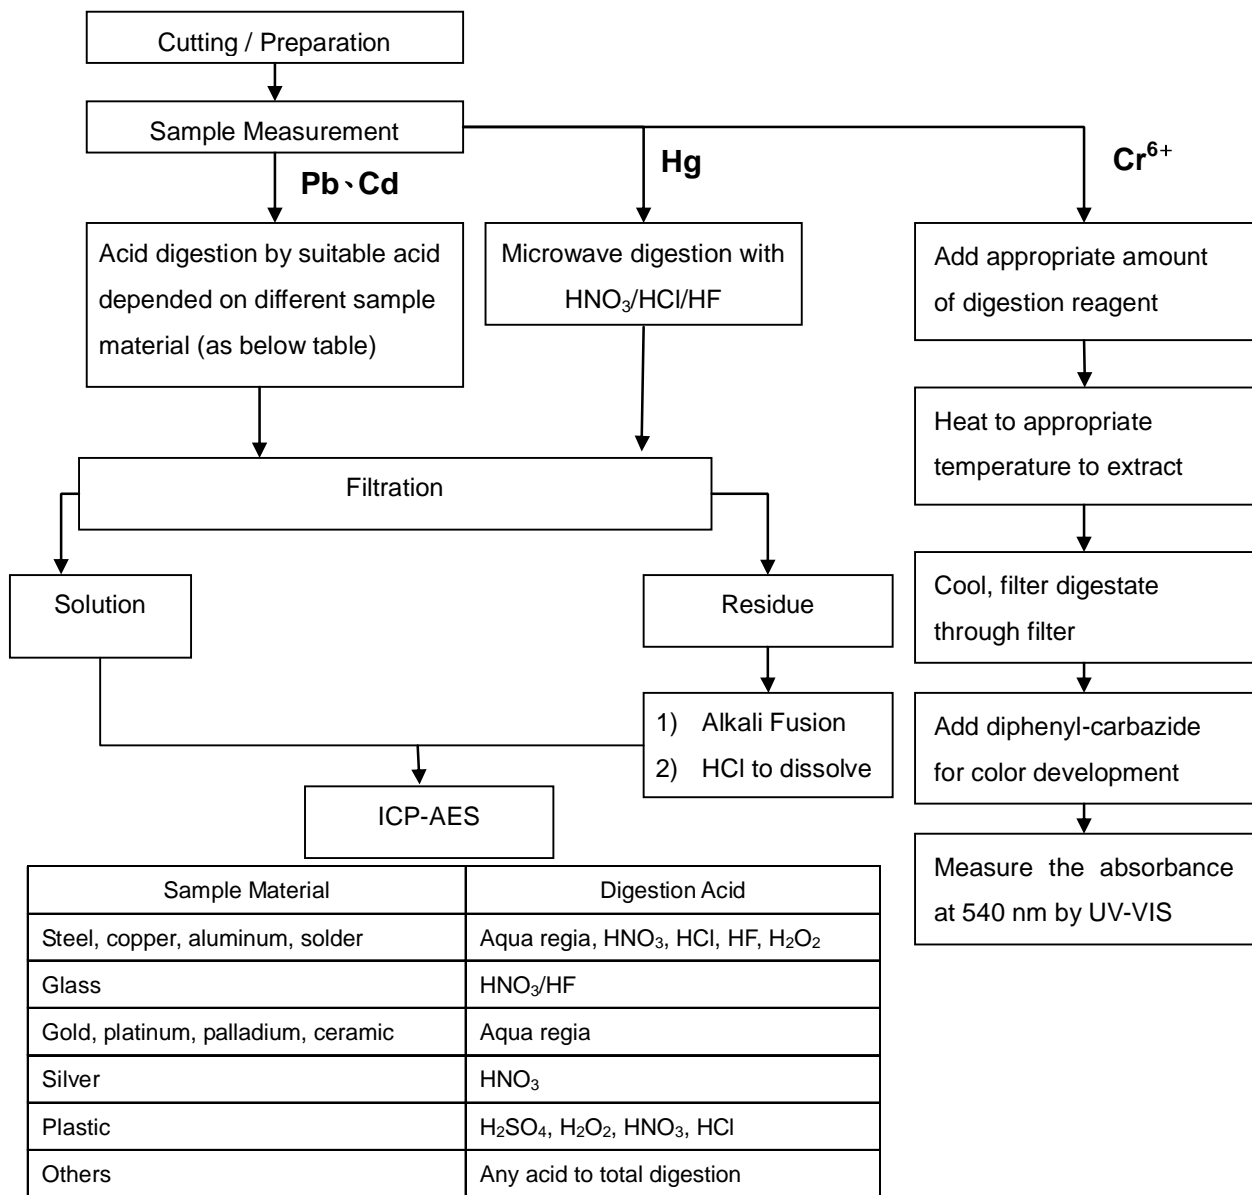 Cutting / Preparation
Sample Measurement
Pb、Cd
Hg
Cr⁶⁺
Acid digestion by suitable acid
depended on different sample
material (as below table)
Microwave digestion with
HNO₃/HCl/HF
Add appropriate amount
of digestion reagent
Heat to appropriate
temperature to extract
Filtration
Solution
Residue
Cool, filter digestate
through filter
1) Alkali Fusion
2) HCl to dissolve
Add diphenyl-carbazide
for color development
ICP-AES
Measure the absorbance
at 540 nm by UV-VIS
Sample Material Digestion Acid
Steel, copper, aluminum, solder Aqua regia, HNO₃, HCl, HF, H₂O₂
Glass HNO₃/HF
Gold, platinum, palladium, ceramic Aqua regia
Silver HNO₃
Plastic H₂SO₄, H₂O₂, HNO₃, HCl
Others Any acid to total digestion